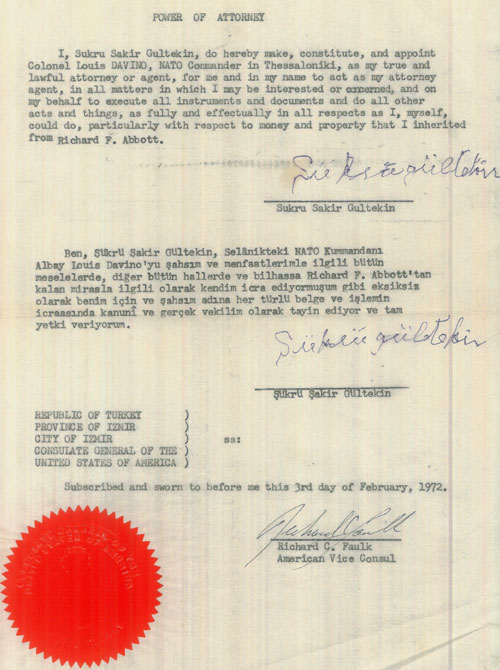 POWER OF ATTORNEY
I, Sukru Sakir Gultekin, do hereby make, constitute, and appoint
Colonel Louis DAVINO, NATO Commander in Thessaloniki, as my true and
lawful attorney or agent, for me and in my name to act as my attorney
agent, in all matters in which I may be interested or concerned, and on
my behalf to execute all instruments and documents and do all other
acts and things, as fully and effectually in all respects as I, myself,
could do, particularly with respect to money and property that I inherited
from Richard F. Abbott.
Şükrü gültekin
Sukru Sakir Gultekin
Ben, Şükrü Şakir Gültekin, Selânikteki NATO Kummandanı
Albay Louis Davino'yu şahsım ve menfaatlerimle ilgili bütün
meselelerde, diğer bütün hallerde ve bilhassa Richard F. Abbott'tan
kalan mirasla ilgili olarak kendim icra ediyormuşum gibi eksiksiz
olarak benim için ve şahsım adına her türlü belge ve işlemin
icraasında kanunî ve gerçek vekilim olarak tayin ediyor ve tam
yetki veriyorum.
Şükrü gültekin
Şükrü Şakir Gültekin
REPUBLIC OF TURKEY )
PROVINCE OF IZMIR )
CITY OF IZMIR ) ss:
CONSULATE GENERAL OF THE )
UNITED STATES OF AMERICA )
Subscribed and sworn to before me this 3rd day of February, 1972.
Richard C. Faulk
Richard C. Faulk
American Vice Consul